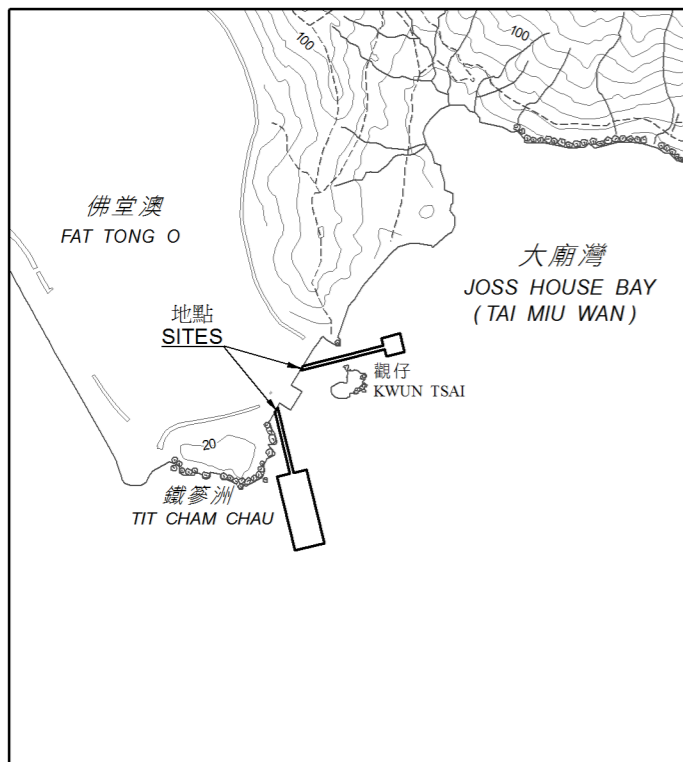 100
100
佛堂澳
FAT TONG O
大廟灣
JOSS HOUSE BAY
(TAI MIU WAN)
地點
SITES
觀仔
KWUN TSAI
20
鐵篸洲
TIT CHAM CHAU